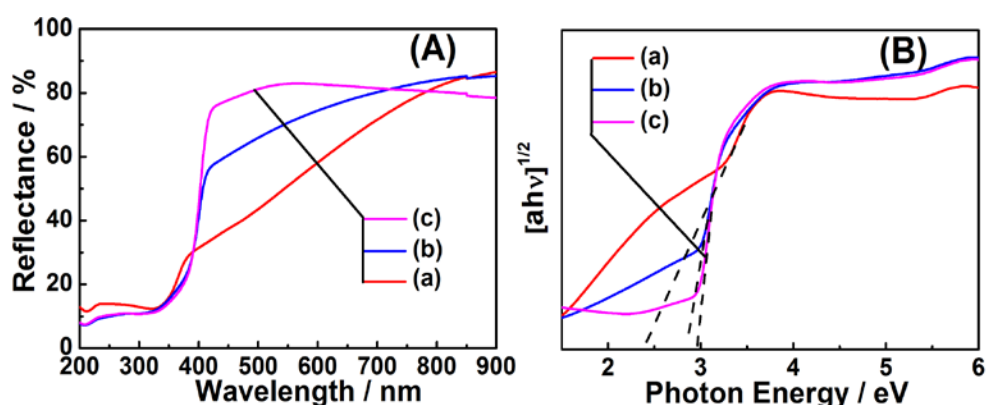 (A)
Reflectance / %
100
80
60
40
20
0
(c)
(b)
(a)
200 300 400 500 600 700 800 900
Wavelength / nm
(B)
[ahν]^1/2
(a)
(b)
(c)
2 3 4 5 6
Photon Energy / eV